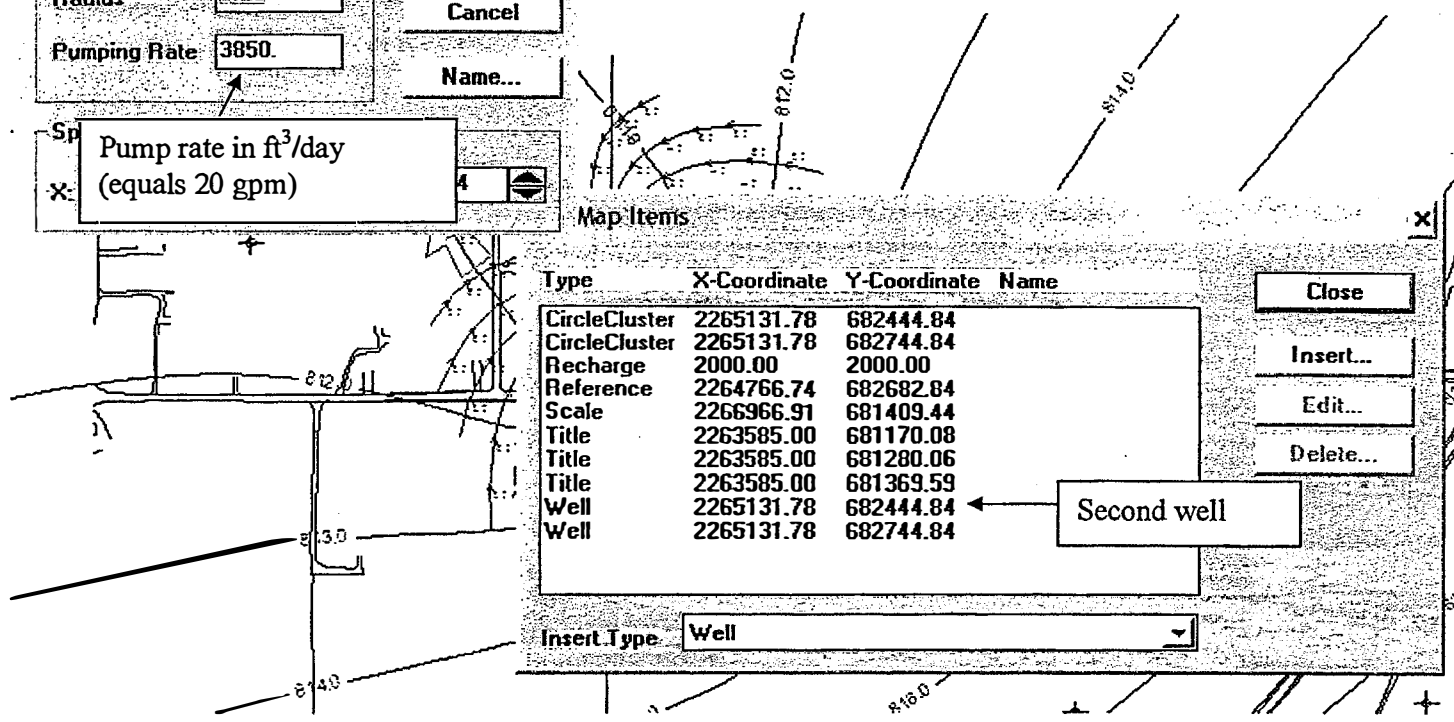 Radius
Cancel
Pumping Rate 3850.
Name...
Sp
Pump rate in ft³/day
(equals 20 gpm)
X:
4
812.0
814.0
Map Items
Type X-Coordinate Y-Coordinate Name
CircleCluster 2265131.78 682444.84
CircleCluster 2265131.78 682744.84
Recharge 2000.00 2000.00
Reference 2264766.74 682682.84
Scale 2266966.91 681409.44
Title 2263585.00 681170.08
Title 2263585.00 681280.06
Title 2263585.00 681369.59
Well 2265131.78 682444.84
Well 2265131.78 682744.84
Close
Insert...
Edit...
Delete...
Second well
Insert Type Well
812.0
813.0
814.0
816.0